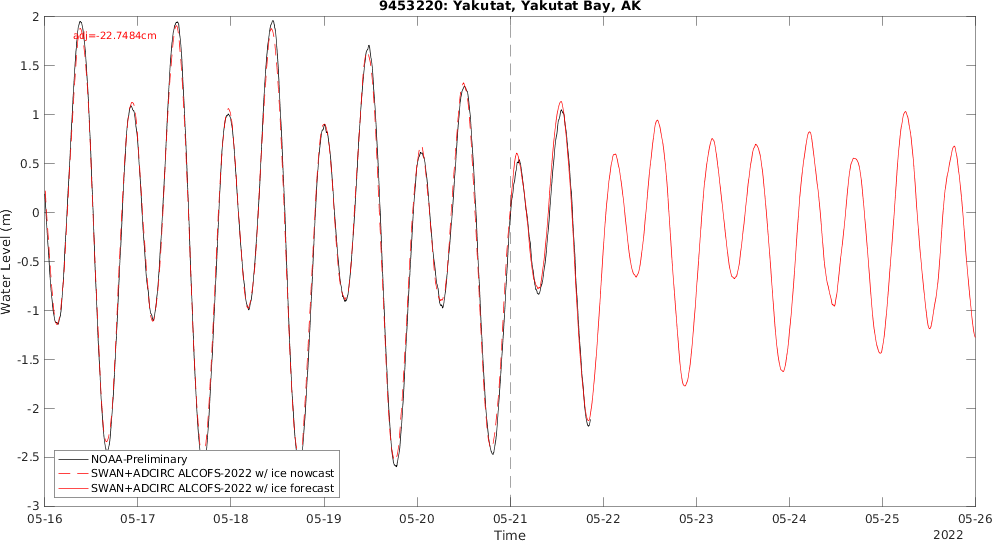 9453220: Yakutat, Yakutat Bay, AK
adj=-22.7484cm
Water Level (m)
2
1.5
1
0.5
0
-0.5
-1
-1.5
-2
-2.5
-3
NOAA-Preliminary
SWAN+ADCIRC ALCOFS-2022 w/ ice nowcast
SWAN+ADCIRC ALCOFS-2022 w/ ice forecast
05-16 05-17 05-18 05-19 05-20 05-21 05-22 05-23 05-24 05-25 05-26
Time
2022